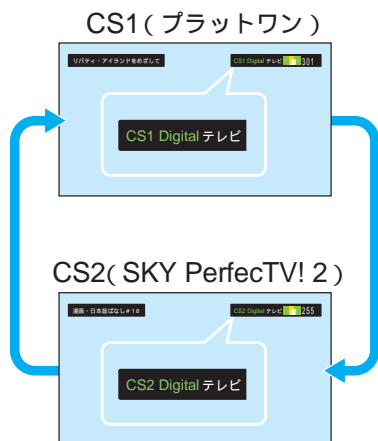 CS1(プラットワン)
リバティ・アイランドをめざして
CS1 Digital テレビ 301
CS1 Digital テレビ
CS2(SKY PerfecTV! 2)
漫画・日本昔ばなし#18
CS2 Digital テレビ 255
CS2 Digital テレビ